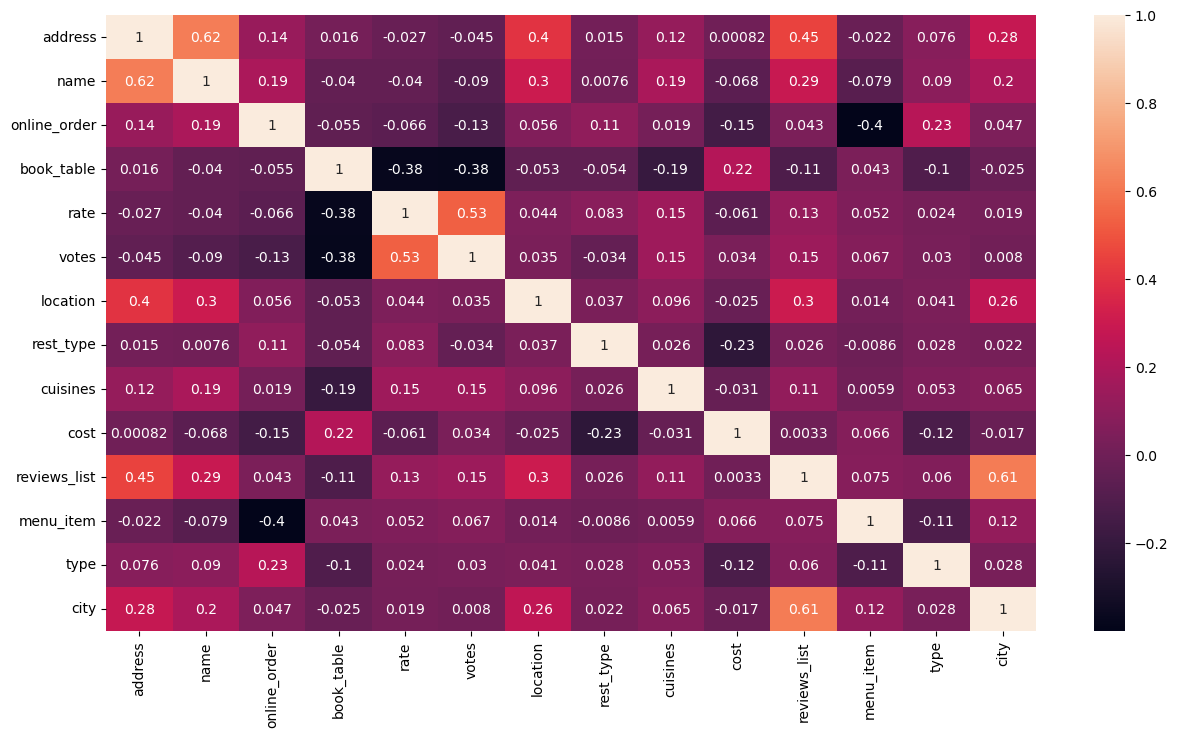 address 1 0.62 0.14 0.016 -0.027 -0.045 0.4 0.015 0.12 0.00082 0.45 -0.022 0.076 0.28
name 0.62 1 0.19 -0.04 -0.04 -0.09 0.3 0.0076 0.19 -0.068 0.29 -0.079 0.09 0.2
online_order 0.14 0.19 1 -0.055 -0.066 -0.13 0.056 0.11 0.019 -0.15 0.043 -0.4 0.23 0.047
book_table 0.016 -0.04 -0.055 1 -0.38 -0.38 -0.053 -0.054 -0.19 0.22 -0.11 0.043 -0.1 -0.025
rate -0.027 -0.04 -0.066 -0.38 1 0.53 0.044 0.083 0.15 -0.061 0.13 0.052 0.024 0.019
votes -0.045 -0.09 -0.13 -0.38 0.53 1 0.035 -0.034 0.15 0.034 0.15 0.067 0.03 0.008
location 0.4 0.3 0.056 -0.053 0.044 0.035 1 0.037 0.096 -0.025 0.3 0.014 0.041 0.26
rest_type 0.015 0.0076 0.11 -0.054 0.083 -0.034 0.037 1 0.026 -0.23 0.026 -0.0086 0.028 0.022
cuisines 0.12 0.19 0.019 -0.19 0.15 0.15 0.096 0.026 1 -0.031 0.11 0.0059 0.053 0.065
cost 0.00082 -0.068 -0.15 0.22 -0.061 0.034 -0.025 -0.23 -0.031 1 0.0033 0.066 -0.12 -0.017
reviews_list 0.45 0.29 0.043 -0.11 0.13 0.15 0.3 0.026 0.11 0.0033 1 0.075 0.06 0.61
menu_item -0.022 -0.079 -0.4 0.043 0.052 0.067 0.014 -0.0086 0.0059 0.066 0.075 1 -0.11 0.12
type 0.076 0.09 0.23 -0.1 0.024 0.03 0.041 0.028 0.053 -0.12 0.06 -0.11 1 0.028
city 0.28 0.2 0.047 -0.025 0.019 0.008 0.26 0.022 0.065 -0.017 0.61 0.12 0.028 1
address name online_order book_table rate votes location rest_type cuisines cost reviews_list menu_item type city
1.0
0.8
0.6
0.4
0.2
0.0
−0.2